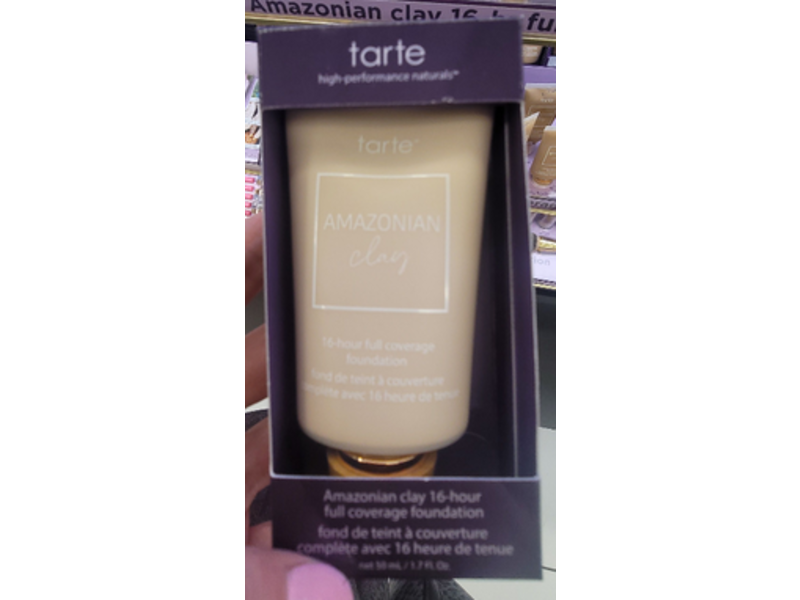 Amazonian clay 16-h fu
tarte
high-performance naturals™
tarte™
AMAZONIAN
clay
16-hour full coverage
foundation
fond de teint à couverture
complète avec 16 heure de tenue
Amazonian clay 16-hour
full coverage foundation
fond de teint à couverture
complète avec 16 heure de tenue
net 50 mL / 1.7 fl. oz.